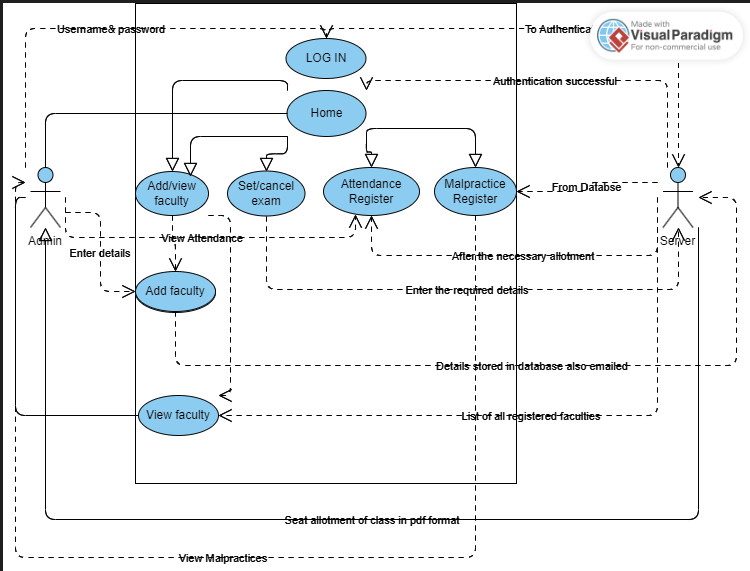 Username& password
To Authentica
Made with
VisualParadigm
For non-commercial use
LOG IN
Authentication successful
Home
Add/view
faculty
Set/cancel
exam
Attendance
Register
Malpractice
Register
From Databse
Admin
Server
View Attendance
Enter details
After the necessary allotment
Add faculty
Enter the required details
Details stored in database also emailed
View faculty
List of all registered faculties
Seat allotment of class in pdf format
View Malpractices